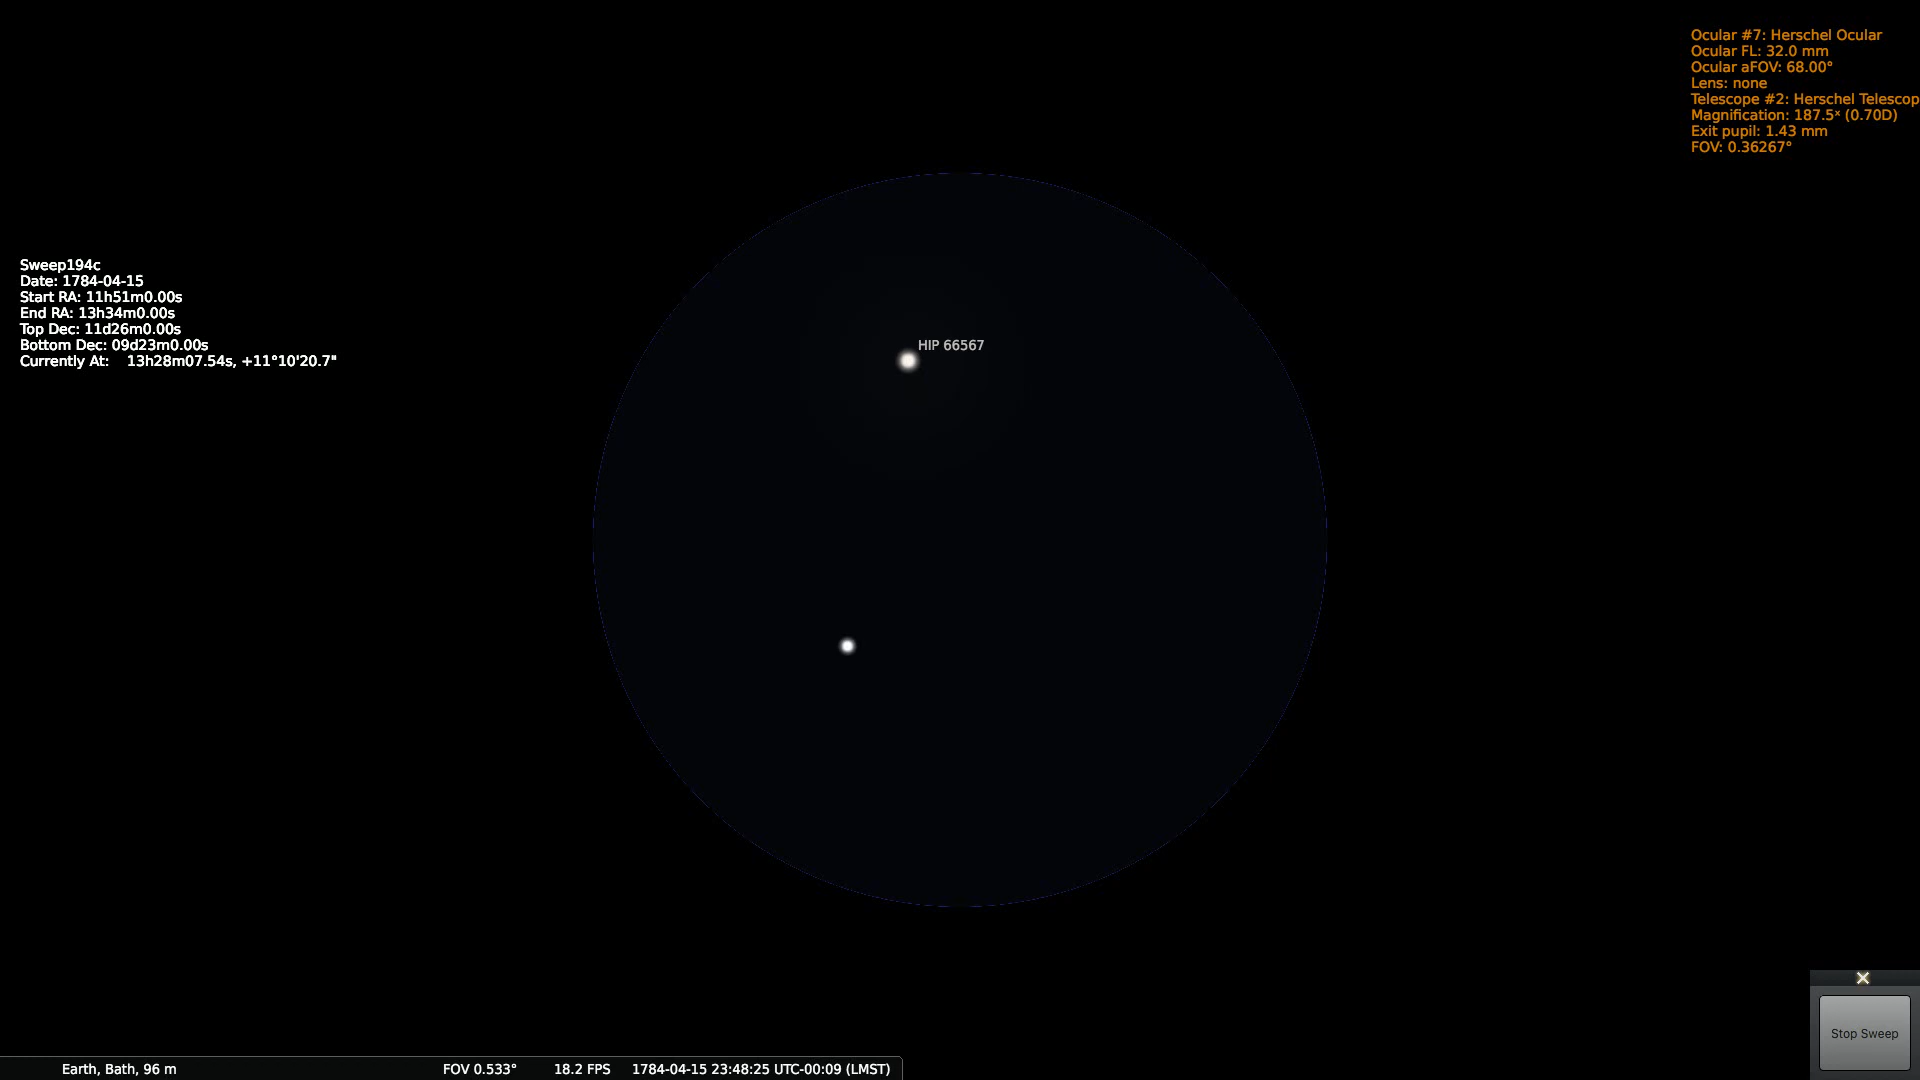 Ocular #7: Herschel Ocular
Ocular FL: 32.0 mm
Ocular aFOV: 68.00°
Lens: none
Telescope #2: Herschel Telescop
Magnification: 187.5ˣ (0.70D)
Exit pupil: 1.43 mm
FOV: 0.36267°
Sweep194c
Date: 1784-04-15
Start RA: 11h51m0.00s
End RA: 13h34m0.00s
Top Dec: 11d26m0.00s
Bottom Dec: 09d23m0.00s
Currently At: 13h28m07.54s, +11°10'20.7"
HIP 66567
Stop Sweep
Earth, Bath, 96 m FOV 0.533° 18.2 FPS 1784-04-15 23:48:25 UTC-00:09 (LMST)